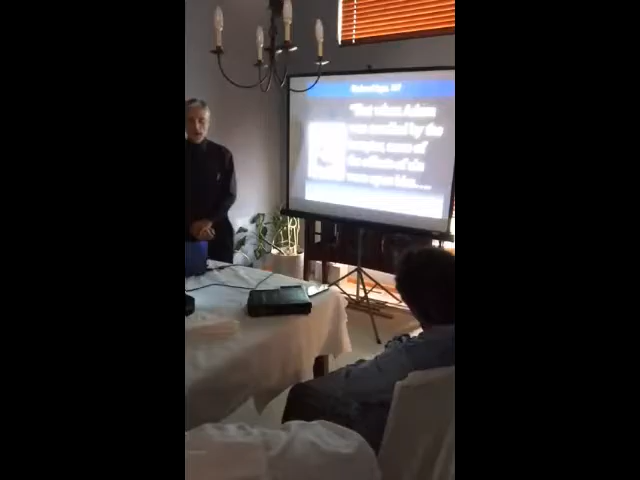 "But when Adam
was assailed by the
tempter, none of
the effects of sin
were upon him....